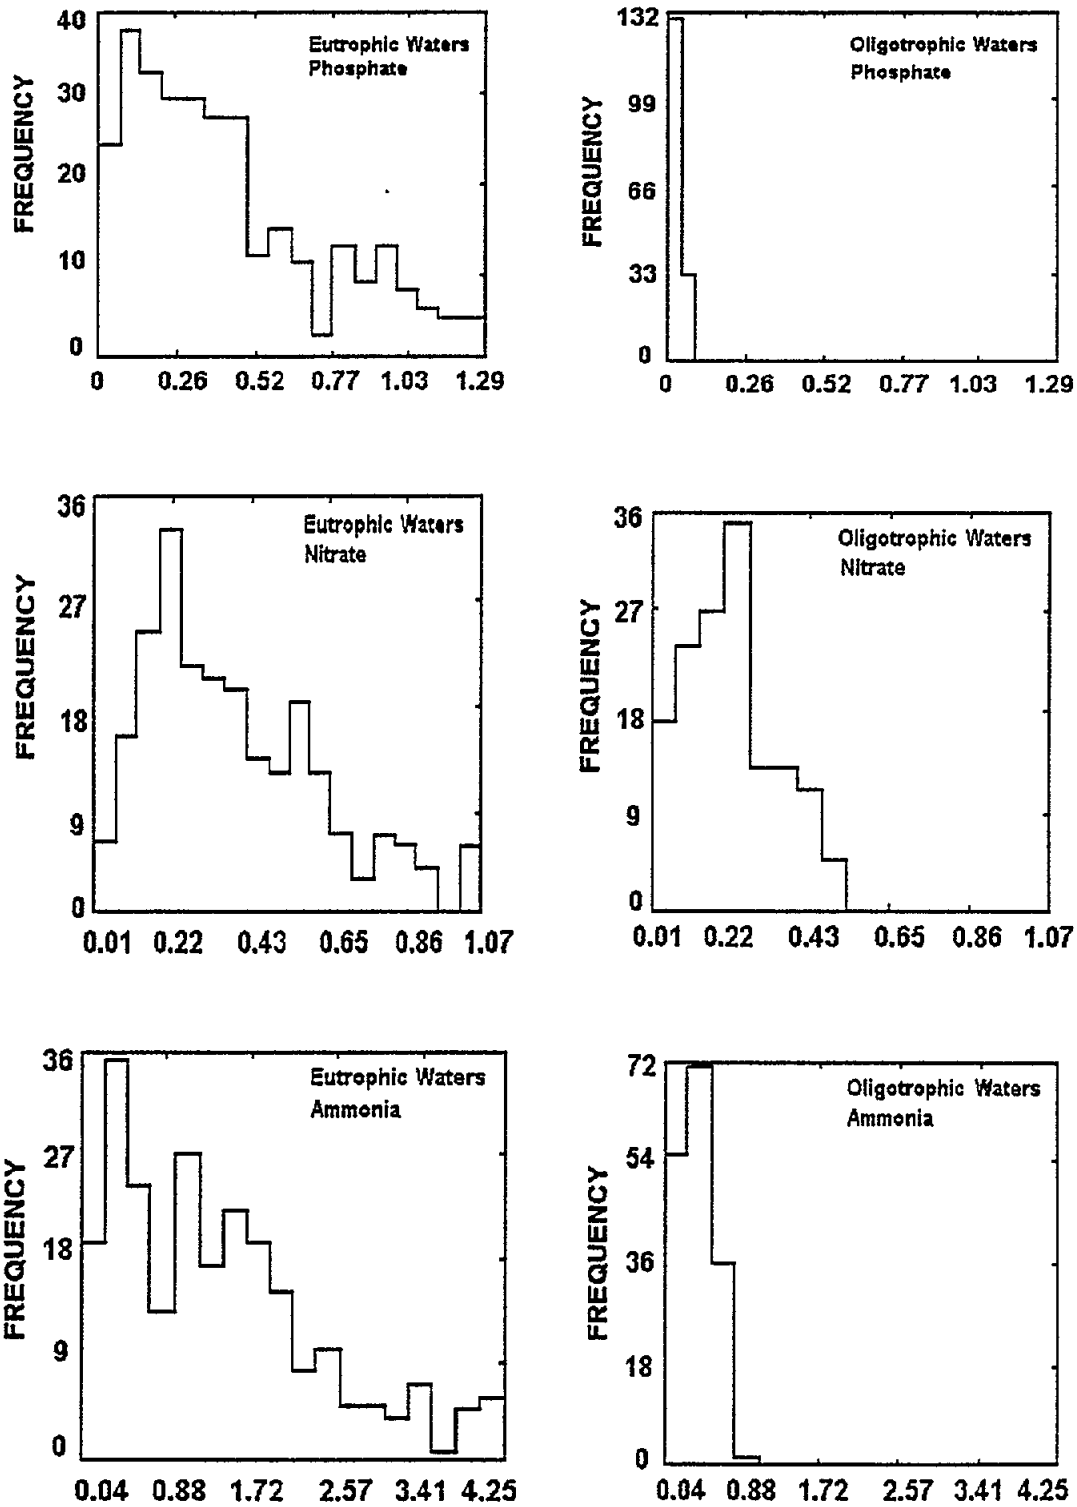 40
30
20
10
0
FREQUENCY
Eutrophic Waters
Phosphate
0 0.26 0.52 0.77 1.03 1.29
132
99
66
33
0
FREQUENCY
Oligotrophic Waters
Phosphate
0 0.26 0.52 0.77 1.03 1.29
36
27
18
9
0
FREQUENCY
Eutrophic Waters
Nitrate
0.01 0.22 0.43 0.65 0.86 1.07
36
27
18
9
0
FREQUENCY
Oligotrophic Waters
Nitrate
0.01 0.22 0.43 0.65 0.86 1.07
36
27
18
9
0
FREQUENCY
Eutrophic Waters
Ammonia
0.04 0.88 1.72 2.57 3.41 4.25
72
54
36
18
0
FREQUENCY
Oligotrophic Waters
Ammonia
0.04 0.88 1.72 2.57 3.41 4.25